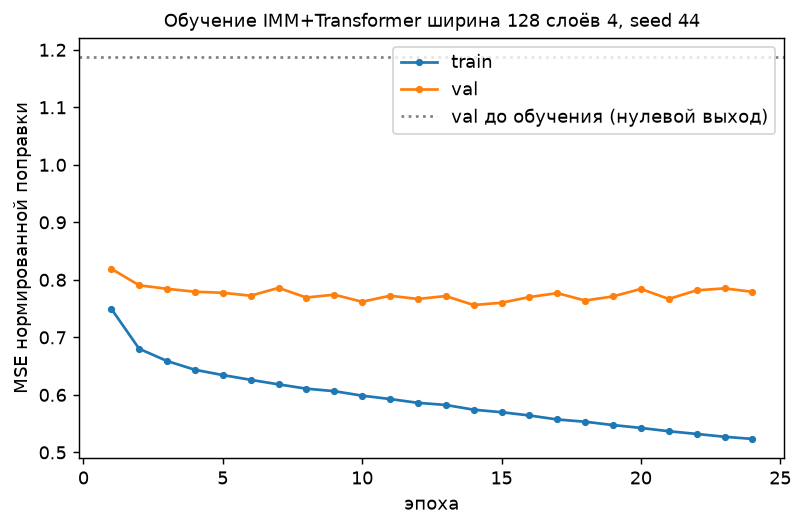 Обучение IMM+Transformer ширина 128 слоёв 4, seed 44
MSE нормированной поправки
1.2
1.1
1.0
0.9
0.8
0.7
0.6
0.5
train
val
val до обучения (нулевой выход)
0 5 10 15 20 25
эпоха